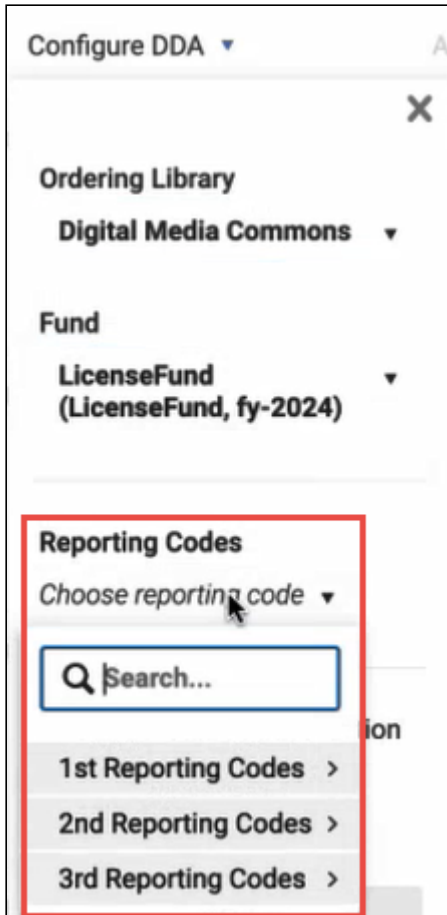 Configure DDA
A
Ordering Library
Digital Media Commons
Fund
LicenseFund
(LicenseFund, fy-2024)
Reporting Codes
Choose reporting code
Search...
tion
1st Reporting Codes
2nd Reporting Codes
3rd Reporting Codes